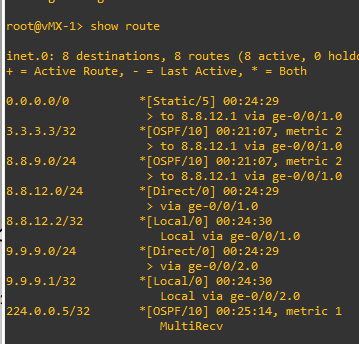 root@vMX-1> show route
inet.0: 8 destinations, 8 routes (8 active, 0 holdo
+ = Active Route, - = Last Active, * = Both
0.0.0.0/0 *[Static/5] 00:24:29
> to 8.8.12.1 via ge-0/0/1.0
3.3.3.3/32 *[OSPF/10] 00:21:07, metric 2
> to 8.8.12.1 via ge-0/0/1.0
8.8.9.0/24 *[OSPF/10] 00:21:07, metric 2
> to 8.8.12.1 via ge-0/0/1.0
8.8.12.0/24 *[Direct/0] 00:24:29
> via ge-0/0/1.0
8.8.12.2/32 *[Local/0] 00:24:30
Local via ge-0/0/1.0
9.9.9.0/24 *[Direct/0] 00:24:29
> via ge-0/0/2.0
9.9.9.1/32 *[Local/0] 00:24:30
Local via ge-0/0/2.0
224.0.0.5/32 *[OSPF/10] 00:25:14, metric 1
MultiRecv